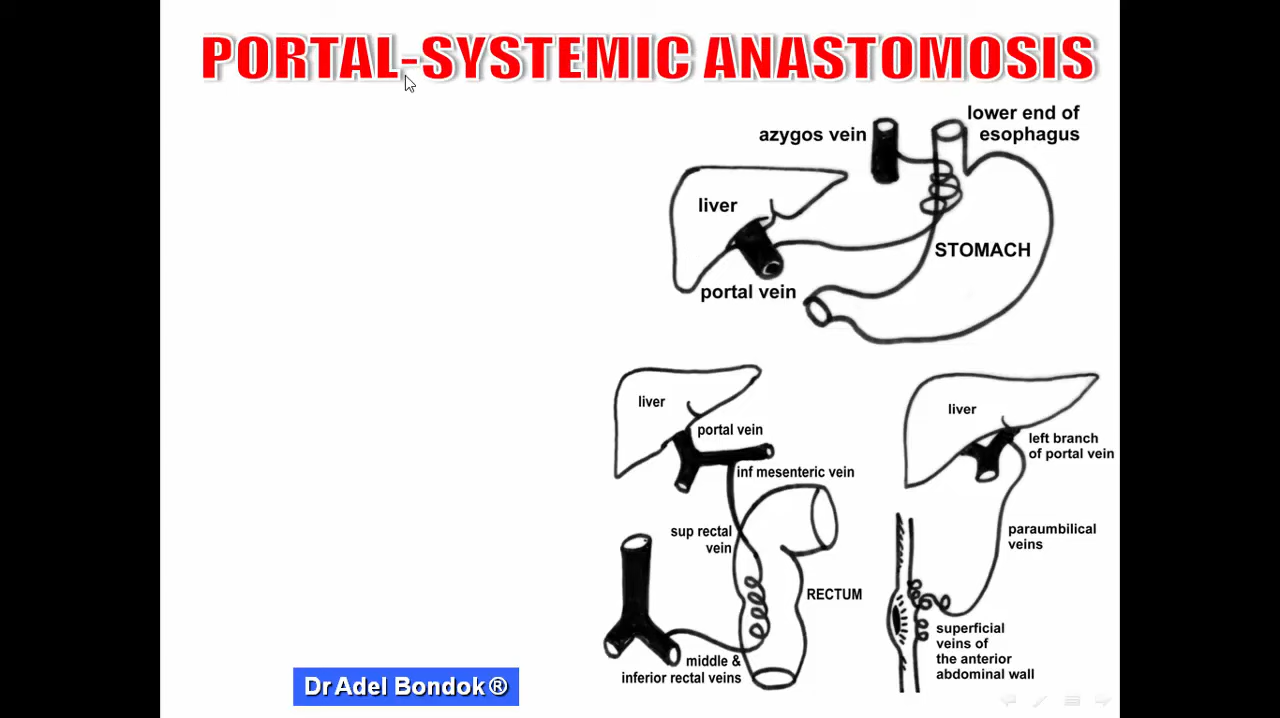 PORTAL-SYSTEMIC ANASTOMOSIS
lower end of
esophagus
azygos vein
liver
STOMACH
portal vein
liver
portal vein
inf mesenteric vein
sup rectal
vein
RECTUM
middle &
inferior rectal veins
liver
left branch
of portal vein
paraumbilical
veins
superficial
veins of
the anterior
abdominal wall
Dr Adel Bondok ®